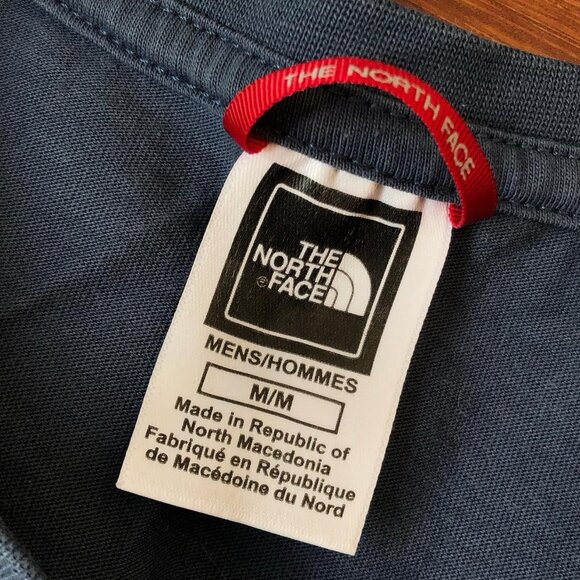 THE NORTH FACE
THE
NORTH
FACE®
MENS/HOMMES
M/M
Made in Republic of
North Macedonia
Fabriqué en République
de Macédoine du Nord